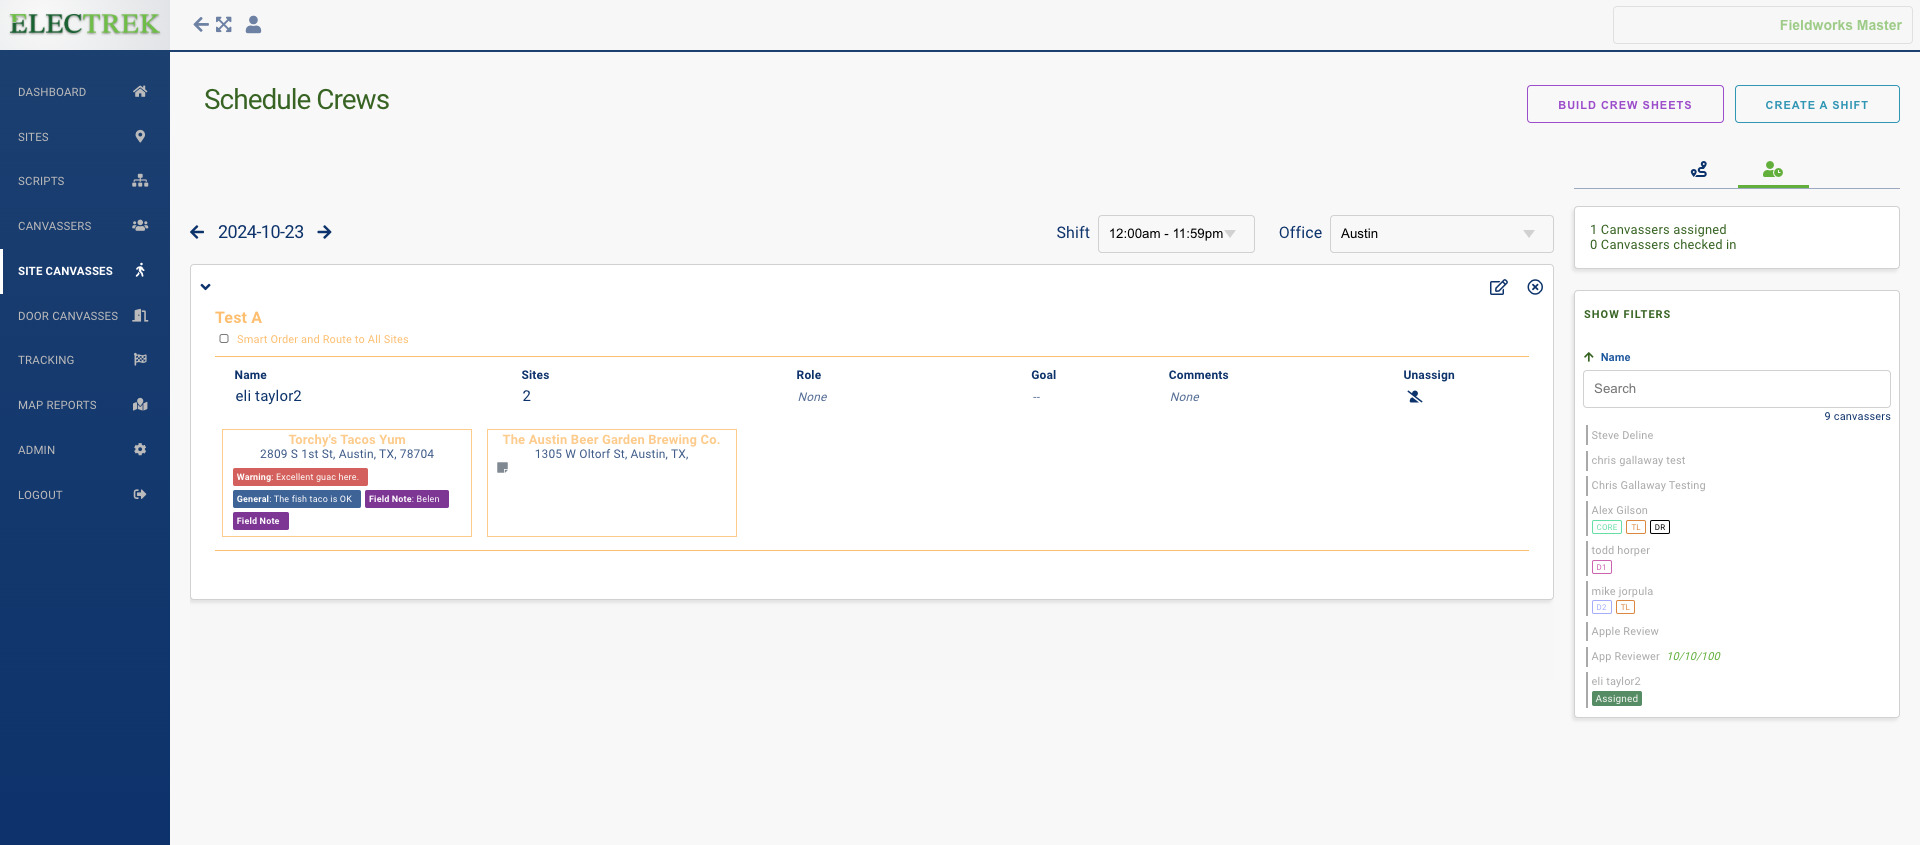 ELECTREK
Fieldworks Master
DASHBOARD
SITES
SCRIPTS
CANVASSERS
SITE CANVASSES
DOOR CANVASSES
TRACKING
MAP REPORTS
ADMIN
LOGOUT
Schedule Crews
BUILD CREW SHEETS
CREATE A SHIFT
2024-10-23
Shift
12:00am - 11:59pm
Office
Austin
Test A
Smart Order and Route to All Sites
Name Sites Role Goal Comments Unassign
eli taylor2 2 None -- None
Torchy's Tacos Yum
2809 S 1st St, Austin, TX, 78704
Warning: Excellent guac here.
General: The fish taco is OK
Field Note: Belen
Field Note
The Austin Beer Garden Brewing Co.
1305 W Oltorf St, Austin, TX,
1 Canvassers assigned
0 Canvassers checked in
SHOW FILTERS
Name
Search
9 canvassers
Steve Deline
chris gallaway test
Chris Gallaway Testing
Alex Gilson
CORE TL DR
todd horper
D1
mike jorpula
D2 TL
Apple Review
App Reviewer 10/10/100
eli taylor2
Assigned